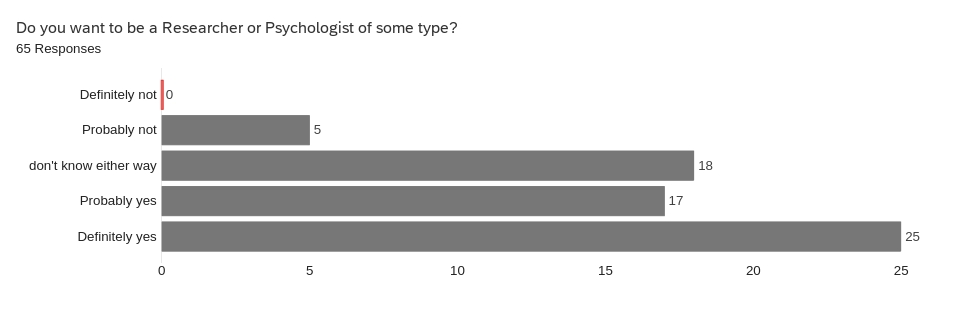 Do you want to be a Researcher or Psychologist of some type?
65 Responses
Definitely not 0
Probably not 5
don't know either way 18
Probably yes 17
Definitely yes 25
0 5 10 15 20 25